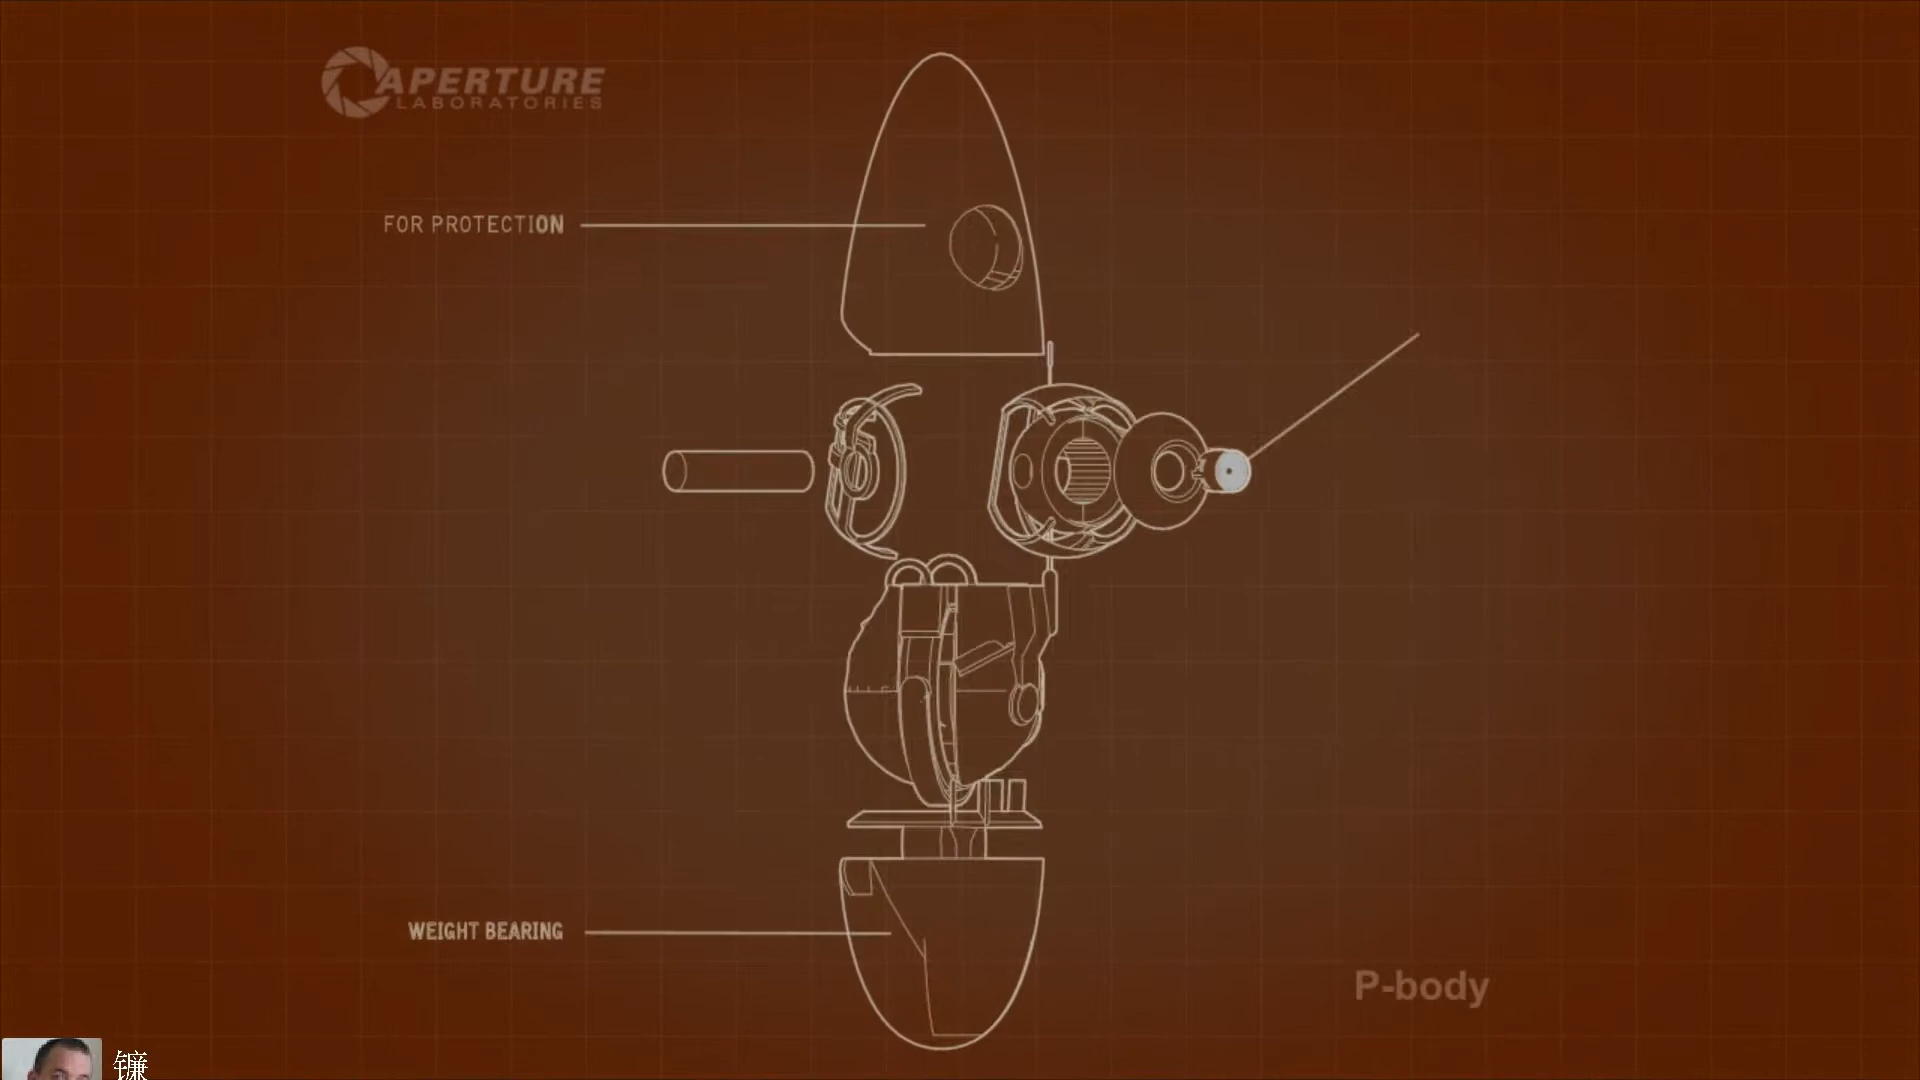 APERTURE
LABORATORIES
FOR PROTECTION
WEIGHT BEARING
P-body
镰